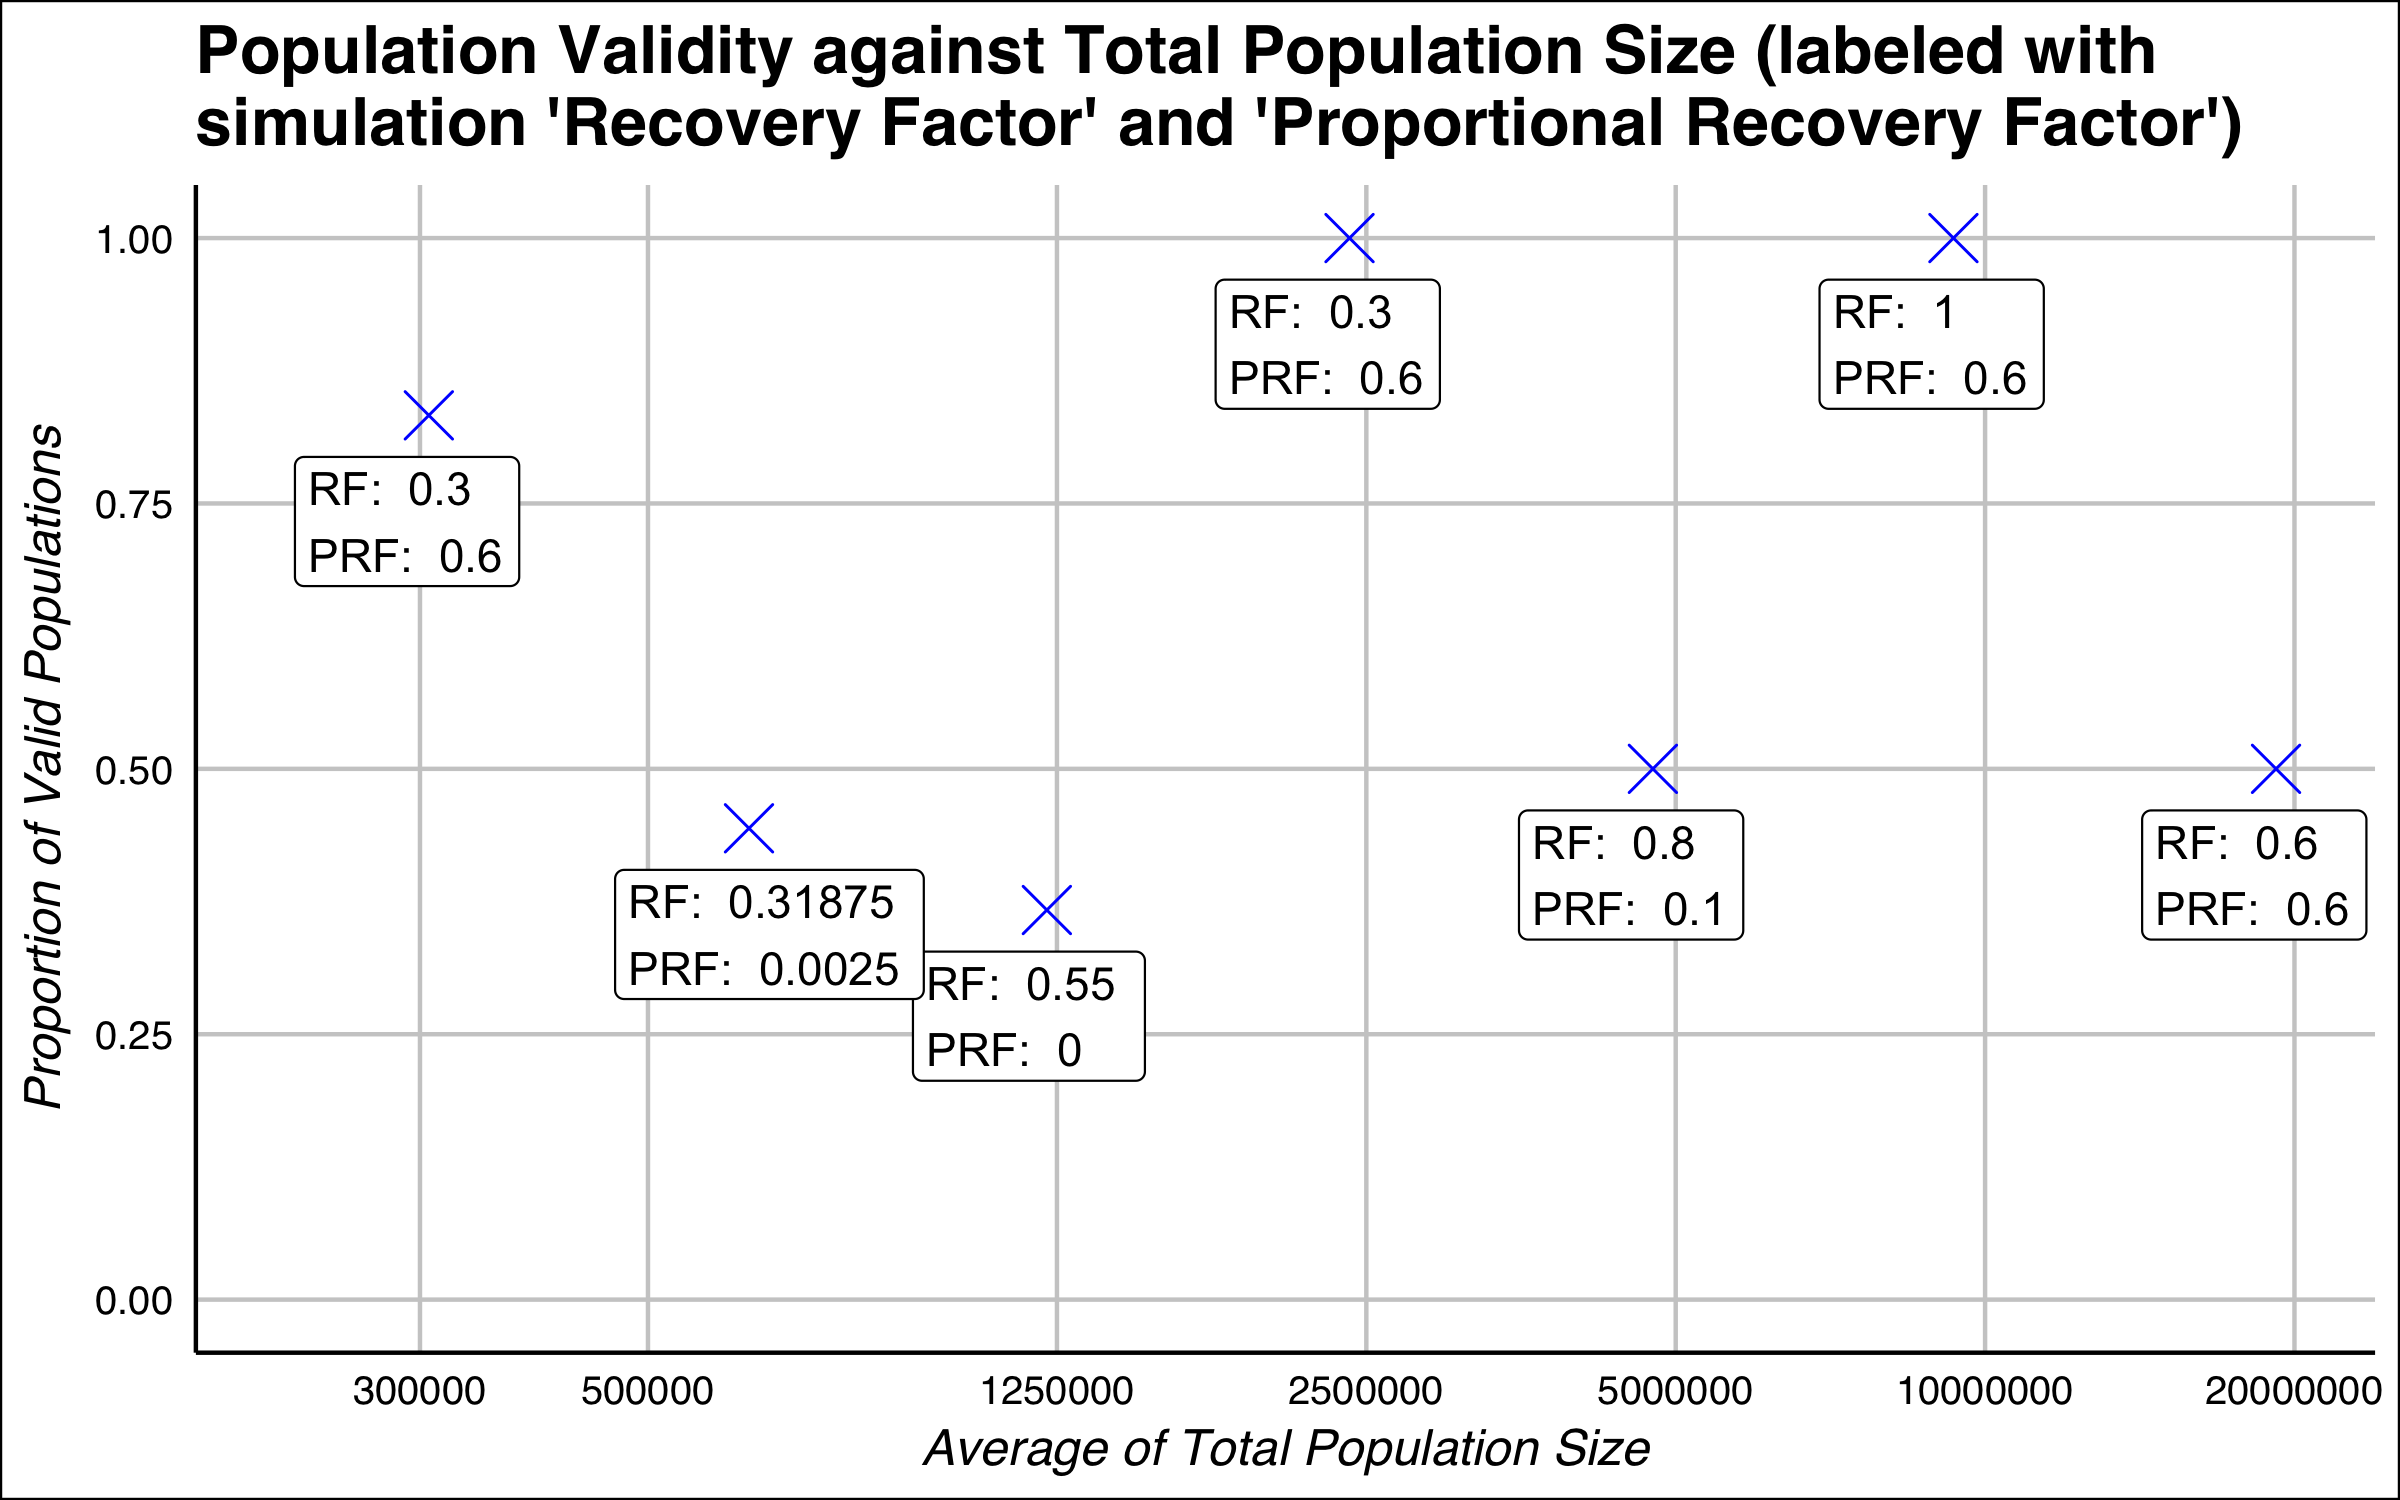 Population Validity against Total Population Size (labeled with
simulation 'Recovery Factor' and 'Proportional Recovery Factor')
Proportion of Valid Populations
1.00
0.75
0.50
0.25
0.00
RF: 0.3
PRF: 0.6
RF: 0.31875
PRF: 0.0025
RF: 0.55
PRF: 0
RF: 0.3
PRF: 0.6
RF: 0.8
PRF: 0.1
RF: 1
PRF: 0.6
RF: 0.6
PRF: 0.6
300000
500000
1250000
2500000
5000000
10000000
20000000
Average of Total Population Size